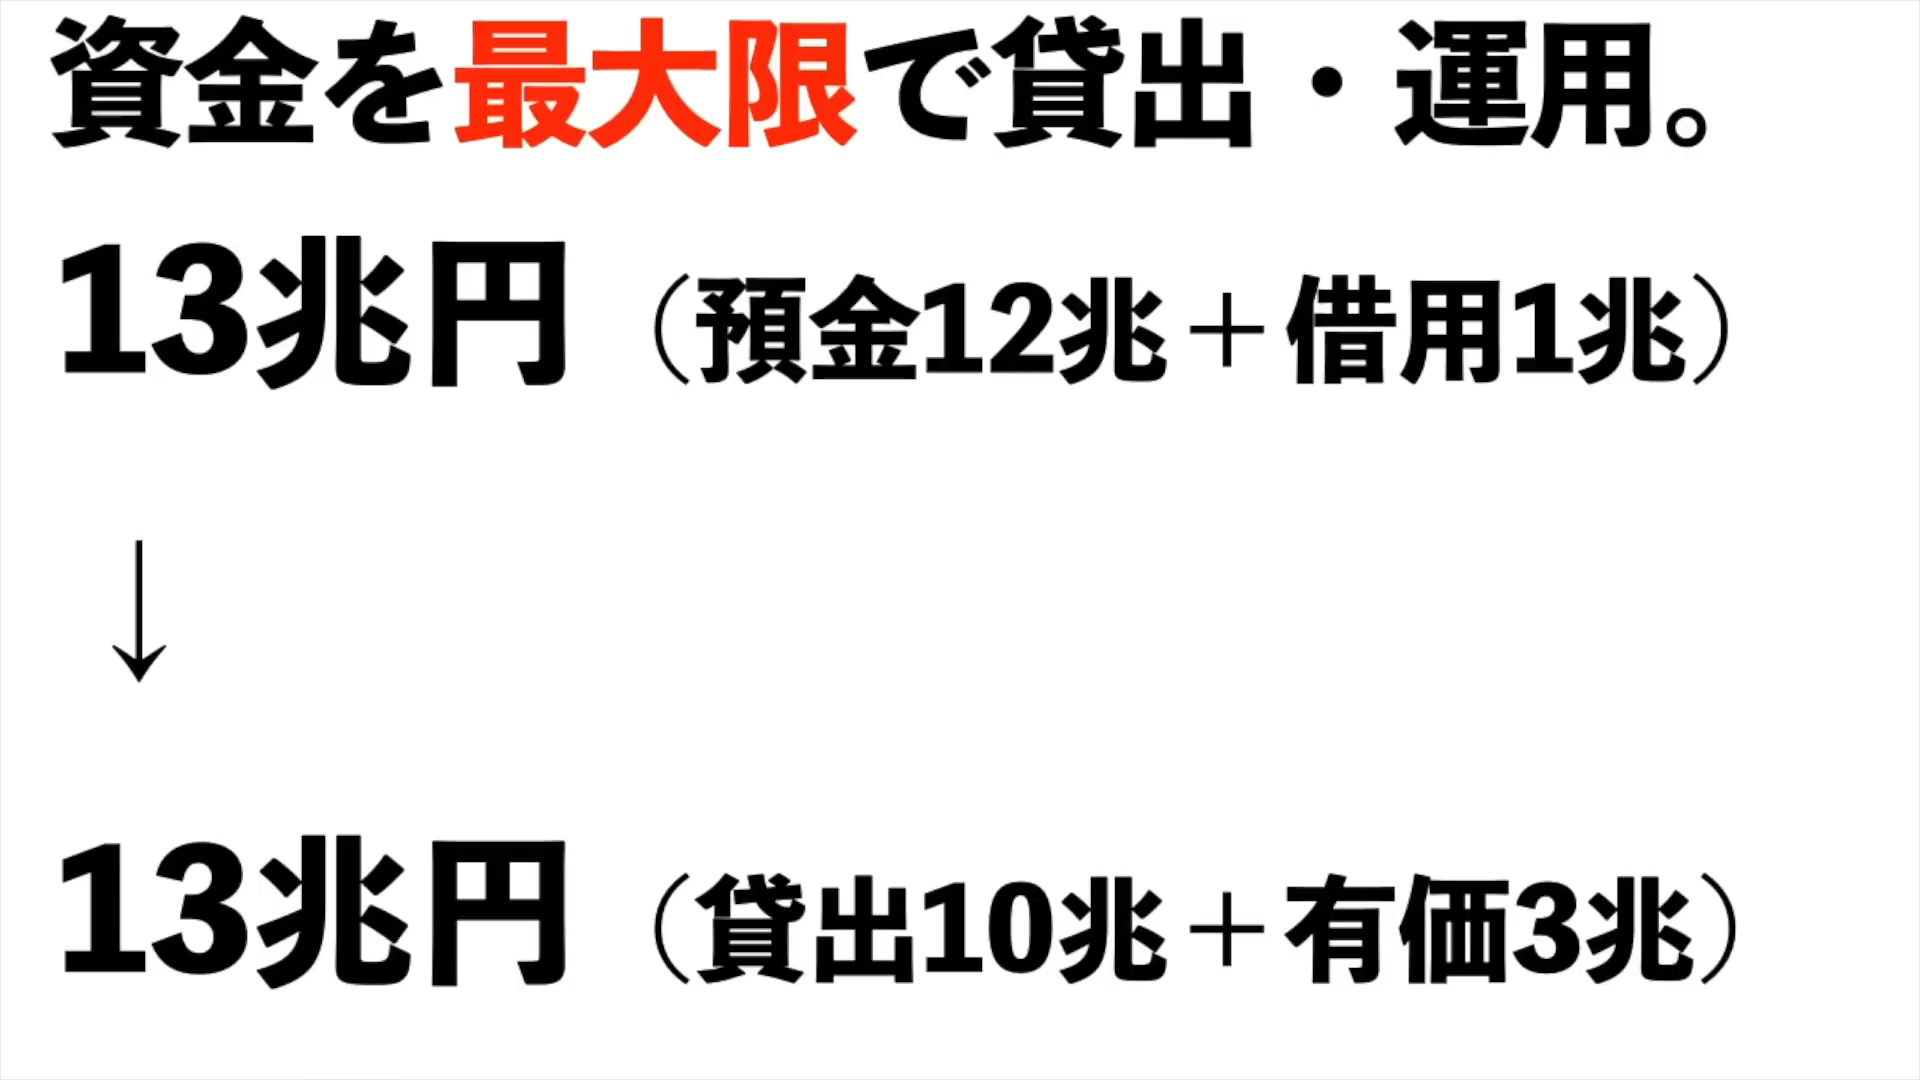 資金を最大限で貸出・運用。
13兆円（預金12兆＋借用1兆）
↓
13兆円（貸出10兆＋有価3兆）